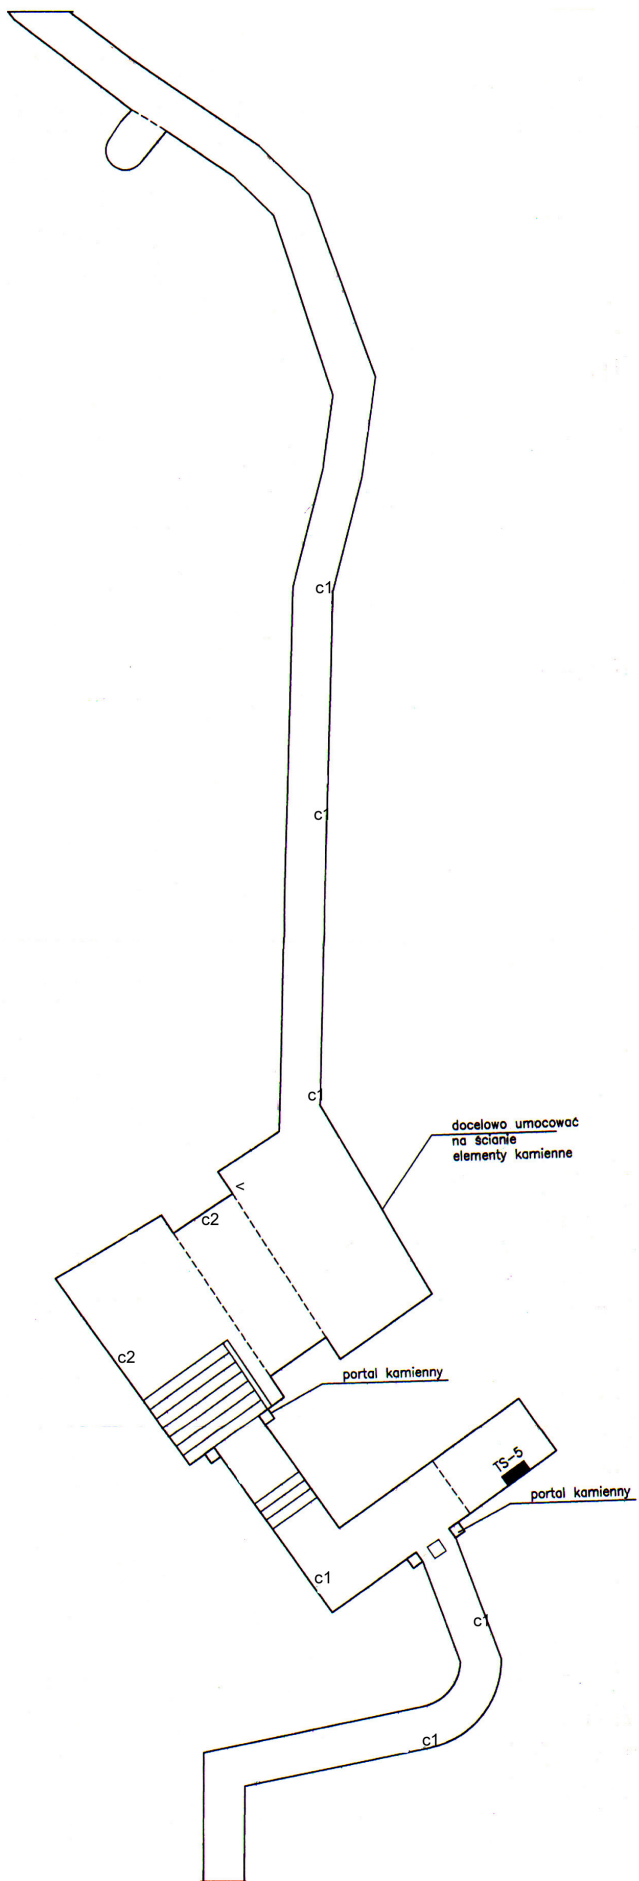 c1
c1
c1
docelowo umocować
na ścianie
elementy kamienne
<
c2
c2
portal kamienny
TS-5
portal kamienny
c1
c1
c1